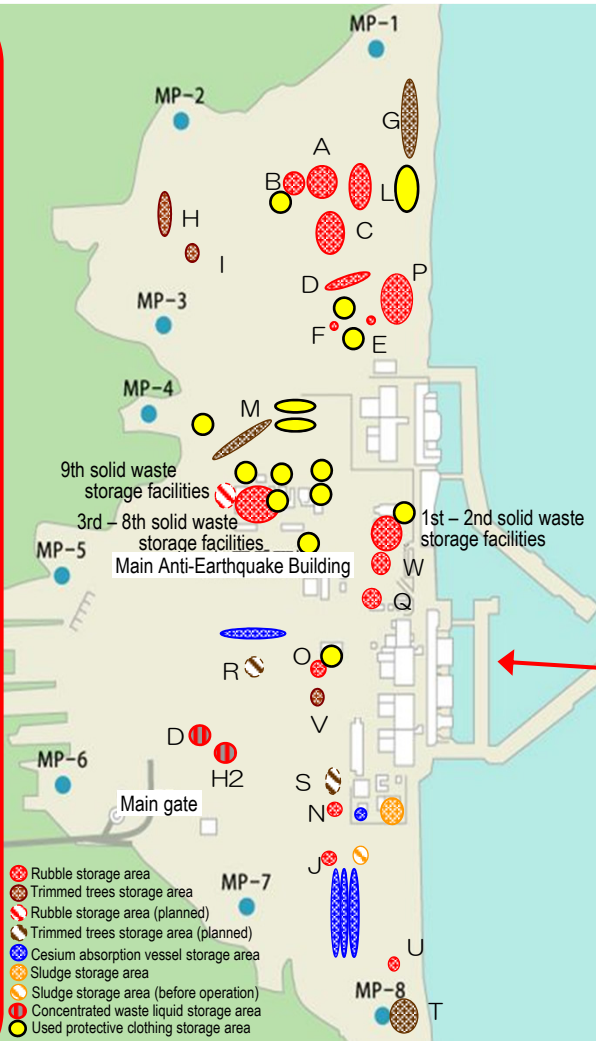 MP-1
MP-2
G
A
B
L
H
C
I
D
P
MP-3
F
E
MP-4
M
9th solid waste
storage facilities
3rd – 8th solid waste
storage facilities
1st – 2nd solid waste
storage facilities
MP-5
Main Anti-Earthquake Building
W
Q
O
R
V
D
H2
MP-6
S
Main gate
N
J
MP-7
U
MP-8
T
Rubble storage area
Trimmed trees storage area
Rubble storage area (planned)
Trimmed trees storage area (planned)
Cesium absorption vessel storage area
Sludge storage area
Sludge storage area (before operation)
Concentrated waste liquid storage area
Used protective clothing storage area